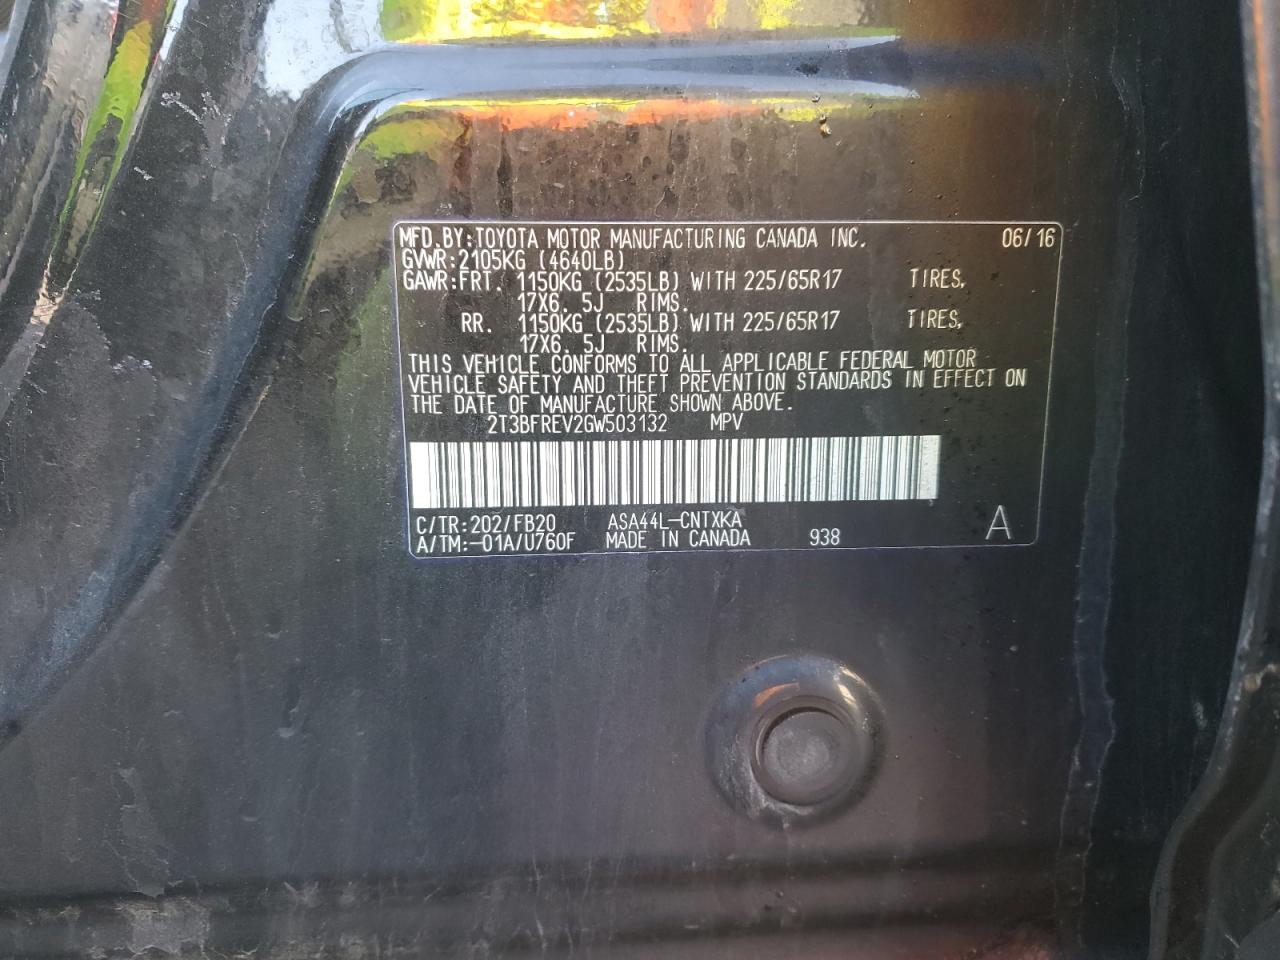 MFD.BY:TOYOTA MOTOR MANUFACTURING CANADA INC. 06/16
GVWR:2105KG (4640LB)
GAWR:FRT. 1150KG (2535LB) WITH 225/65R17 TIRES,
17X6. 5J RIMS.
RR. 1150KG (2535LB) WITH 225/65R17 TIRES,
17X6. 5J RIMS.
THIS VEHICLE CONFORMS TO ALL APPLICABLE FEDERAL MOTOR
VEHICLE SAFETY AND THEFT PREVENTION STANDARDS IN EFFECT ON
THE DATE OF MANUFACTURE SHOWN ABOVE.
2T3BFREV2GW503132 MPV
C/TR:202/FB20 ASA44L-CNTXKA
A/TM:-01A/U760F MADE IN CANADA 938 A